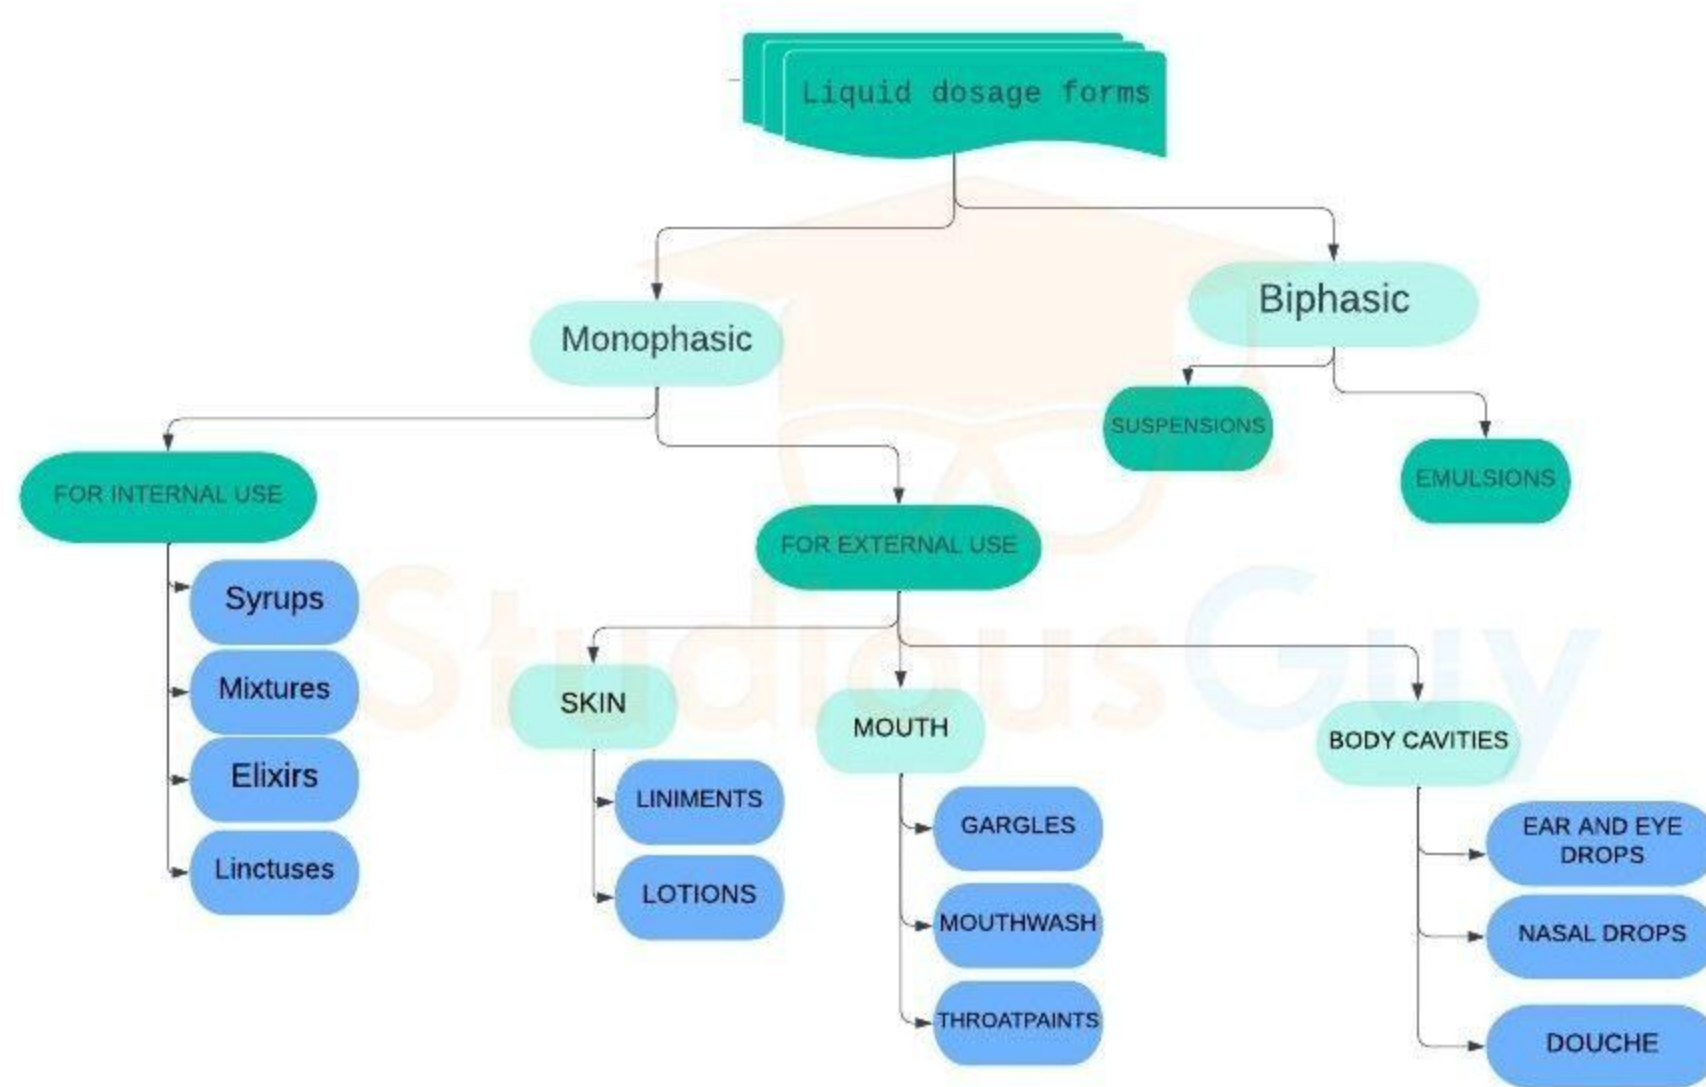 Liquid dosage forms
Monophasic
Biphasic
SUSPENSIONS
EMULSIONS
FOR INTERNAL USE
FOR EXTERNAL USE
Syrups
Mixtures
Elixirs
Linctuses
SKIN
LINIMENTS
LOTIONS
MOUTH
GARGLES
MOUTHWASH
THROATPAINTS
BODY CAVITIES
EAR AND EYE
DROPS
NASAL DROPS
DOUCHE
StudiousGuy